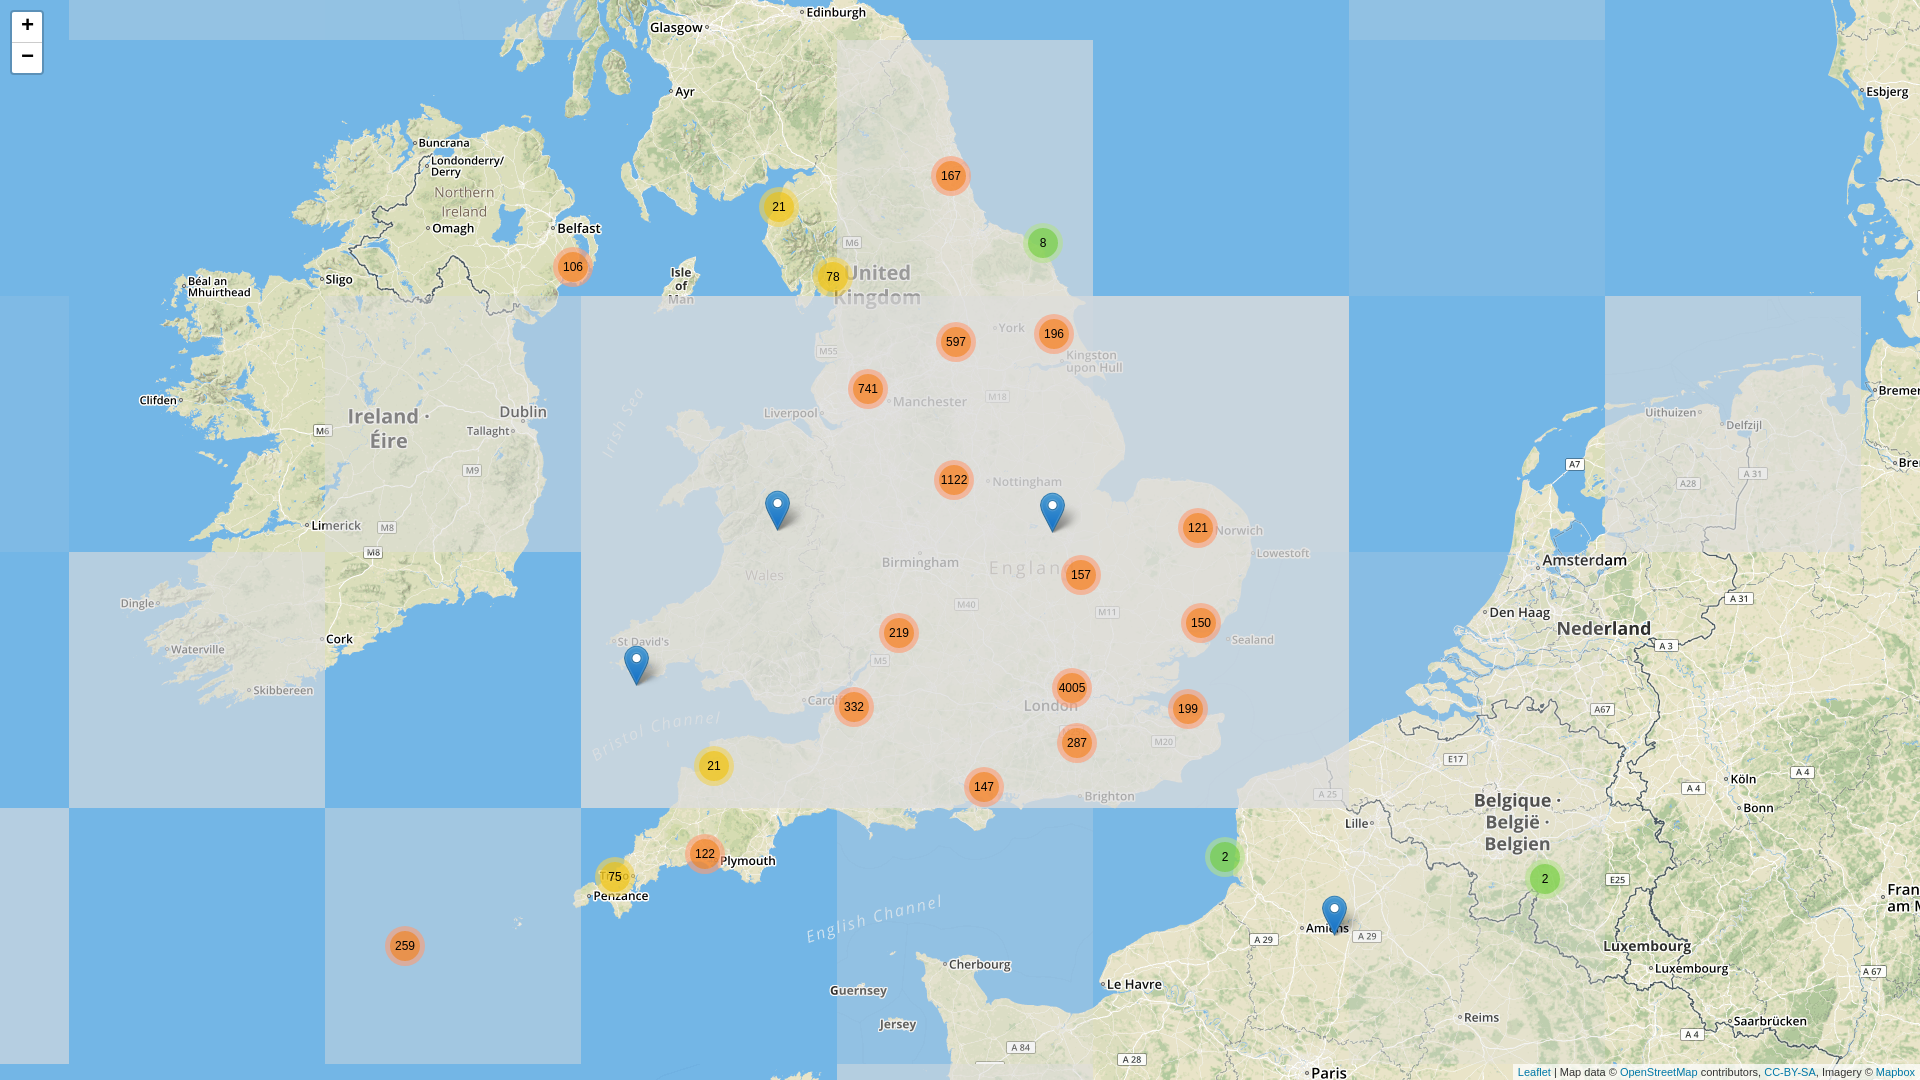 +
−
Edinburgh
Glasgow
Ayr
Esbjerg
Buncrana
Londonderry/
Derry
Northern
Ireland
Omagh
Belfast
167
21
8
106
78
M6
United
Kingdom
Isle
of
Man
Sligo
Béal an
Mhuirthead
York
196
597
M55
Kingston
upon Hull
741
Manchester
M18
Liverpool
Irish Sea
Clifden
Ireland ·
Éire
Dublin
Tallaght
M6
M9
Bremer
Uithuizen
Delfzijl
A7
A 31
A28
Bre
1122
Nottingham
121
Norwich
Limerick
M8
M8
Lowestoft
Birmingham
Englan
157
Wales
M40
M11
Amsterdam
A 31
Den Haag
Nederland
A 3
Dingle
Waterville
Cork
Skibbereen
St David's
219
150
Sealand
M5
4005
London
Cardi
332
199
287
M20
A67
Bristol Channel
21
147
Brighton
E17
A 25
Köln
A 4
A 4
Bonn
Belgique ·
België ·
Belgien
Lille
122
Plymouth
75
Penzance
2
2
E25
Fran
am M
English Channel
Amiens
A 29
A 29
259
Luxembourg
Luxembourg
A 67
Cherbourg
Guernsey
Le Havre
Jersey
Reims
Saarbrücken
A 4
A 84
A 28
Paris
Leaflet | Map data © OpenStreetMap contributors, CC-BY-SA, Imagery © Mapbox